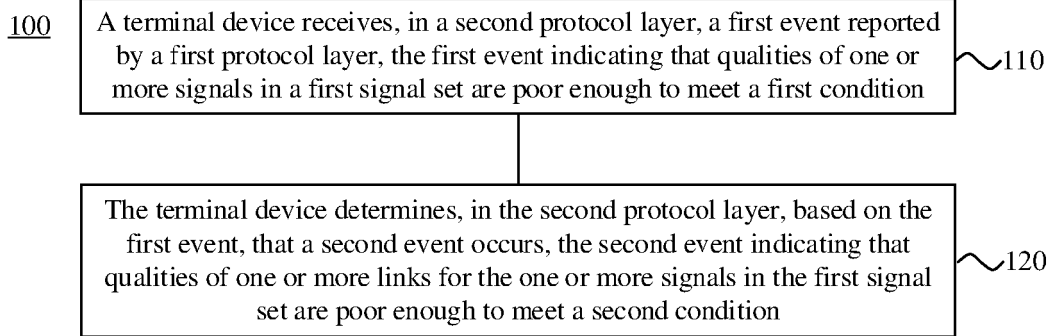 100
A terminal device receives, in a second protocol layer, a first event reported
by a first protocol layer, the first event indicating that qualities of one or
more signals in a first signal set are poor enough to meet a first condition
110
The terminal device determines, in the second protocol layer, based on the
first event, that a second event occurs, the second event indicating that
qualities of one or more links for the one or more signals in the first signal
set are poor enough to meet a second condition
120